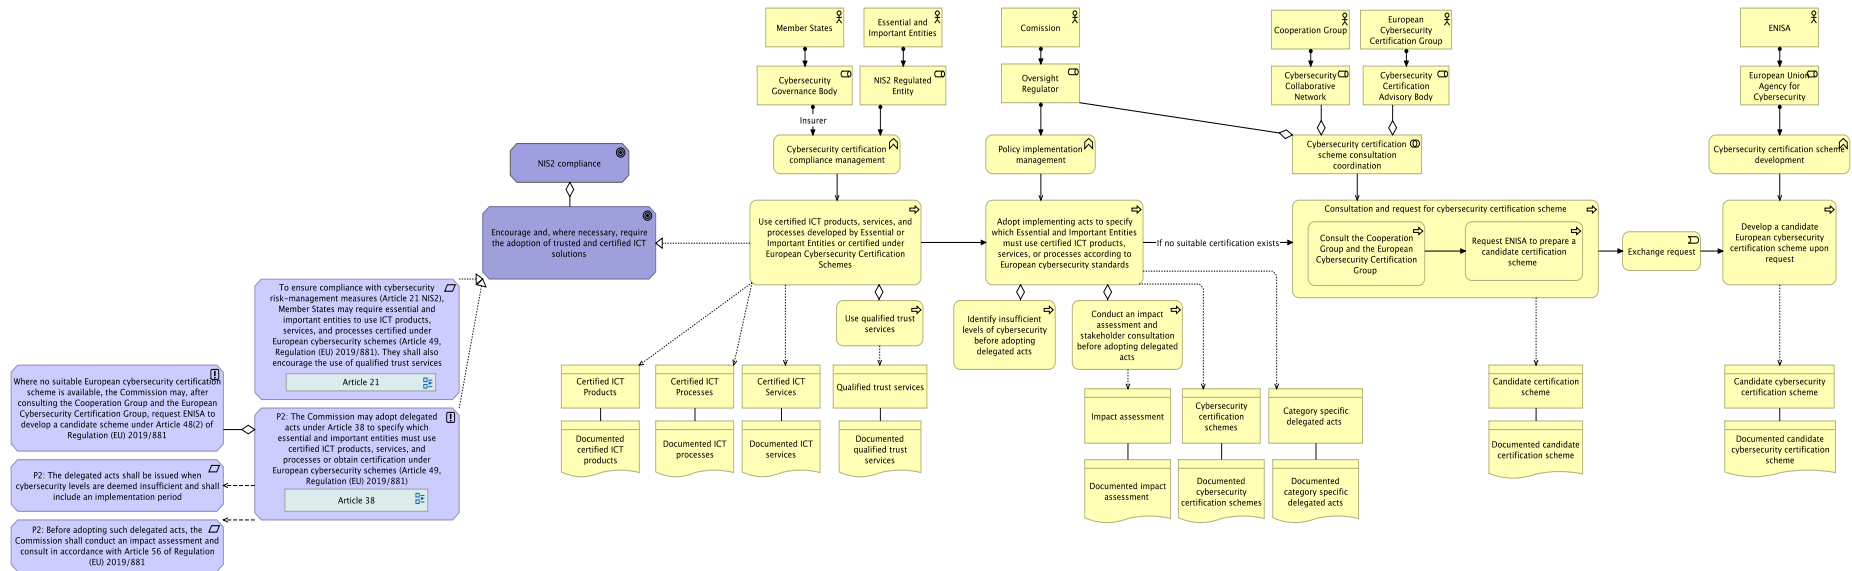 Member States
Essential and
Important Entities
Comission
Cooperation Group
European
Cybersecurity
Certification Group
ENISA
Cybersecurity
Governance Body
NIS2 Regulated
Entity
Oversight
Regulator
Cybersecurity
Collaborative
Network
Cybersecurity
Certification
Advisory Body
European Union
Agency for
Cybersecurity
Insurer
NIS2 compliance
Cybersecurity certification
compliance management
Policy implementation
management
Cybersecurity certification
scheme consultation
coordination
Cybersecurity certification scheme
development
Encourage and, where necessary, require
the adoption of trusted and certified ICT
solutions
Use certified ICT products, services, and
processes developed by Essential or
Important Entities or certified under
European Cybersecurity Certification
Schemes
Adopt implementing acts to specify
which Essential and Important Entities
must use certified ICT products,
services, or processes according to
European cybersecurity standards
If no suitable certification exists
Consultation and request for cybersecurity certification scheme
Consult the Cooperation
Group and the European
Cybersecurity Certification
Group
Request ENISA to prepare a
candidate certification
scheme
Exchange request
Develop a candidate
European cybersecurity
certification scheme upon
request
To ensure compliance with cybersecurity
risk-management measures (Article 21 NIS2),
Member States may require essential and
important entities to use ICT products,
services, and processes certified under
European cybersecurity schemes (Article 49,
Regulation (EU) 2019/881). They shall also
encourage the use of qualified trust services
Article 21
Use qualified trust
services
Identify insufficient
levels of cybersecurity
before adopting
delegated acts
Conduct an impact
assessment and
stakeholder consultation
before adopting delegated
acts
Where no suitable European cybersecurity certification
scheme is available, the Commission may, after
consulting the Cooperation Group and the European
Cybersecurity Certification Group, request ENISA to
develop a candidate scheme under Article 48(2) of
Regulation (EU) 2019/881
P2: The Commission may adopt delegated
acts under Article 38 to specify which
essential and important entities must use
certified ICT products, services, and
processes or obtain certification under
European cybersecurity schemes (Article 49,
Regulation (EU) 2019/881)
Article 38
P2: The delegated acts shall be issued when
cybersecurity levels are deemed insufficient and shall
include an implementation period
P2: Before adopting such delegated acts, the
Commission shall conduct an impact assessment and
consult in accordance with Article 56 of Regulation
(EU) 2019/881
Certified ICT
Products
Certified ICT
Processes
Certified ICT
Services
Qualified trust services
Impact assessment
Cybersecurity
certification
schemes
Category specific
delegated acts
Candidate certification
scheme
Candidate cybersecurity
certification scheme
Documented
certified ICT
products
Documented ICT
processes
Documented ICT
services
Documented
qualified trust
services
Documented impact
assessment
Documented
cybersecurity
certification schemes
Documented
category specific
delegated acts
Documented candidate
certification scheme
Documented candidate
cybersecurity certification
scheme